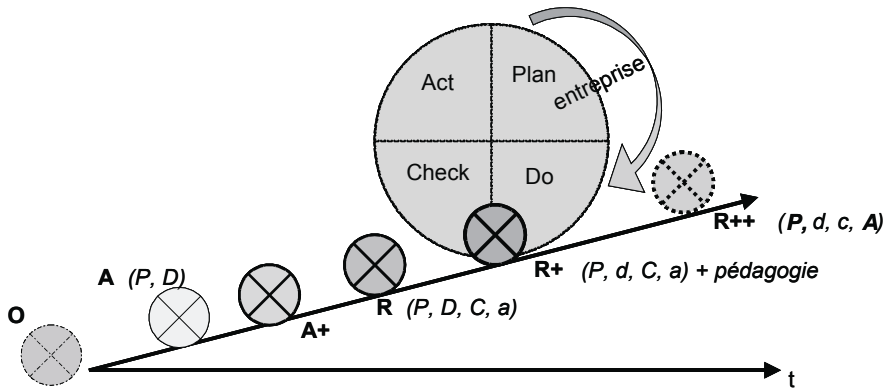 Act
Plan
entreprise
Check
Do
R++ (P, d, c, A)
R+ (P, d, C, a) + pédagogie
A (P, D)
R (P, D, C, a)
O
A+
t